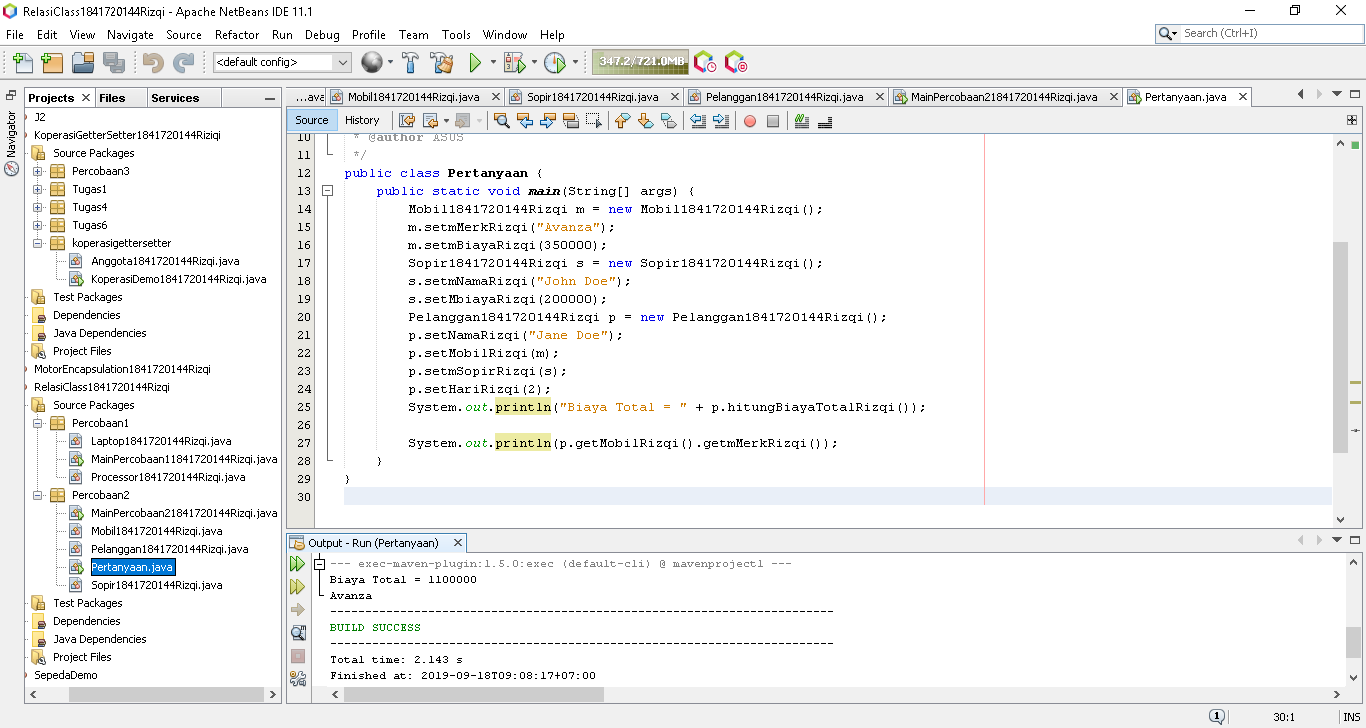 RelasiClass1841720144Rizqi - Apache NetBeans IDE 11.1
File Edit View Navigate Source Refactor Run Debug Profile Team Tools Window Help
Search (Ctrl+I)
<default config>
347.2/721.0MB
Projects Files Services
Navigator
J2
KoperasiGetterSetter1841720144Rizqi
Source Packages
Percobaan3
Tugas1
Tugas4
Tugas6
koperasigettersetter
Anggota1841720144Rizqi.java
KoperasiDemo1841720144Rizqi.java
Test Packages
Dependencies
Java Dependencies
Project Files
MotorEncapsulation1841720144Rizqi
RelasiClass1841720144Rizqi
Source Packages
Percobaan1
Laptop1841720144Rizqi.java
MainPercobaan11841720144Rizqi.java
Processor1841720144Rizqi.java
Percobaan2
MainPercobaan21841720144Rizqi.java
Mobil1841720144Rizqi.java
Pelanggan1841720144Rizqi.java
Pertanyaan.java
Sopir1841720144Rizqi.java
Test Packages
Dependencies
Java Dependencies
Project Files
SepedaDemo
...ava Mobil1841720144Rizqi.java Sopir1841720144Rizqi.java Pelanggan1841720144Rizqi.java MainPercobaan21841720144Rizqi.java Pertanyaan.java
Source History
10 * @author ASUS
11 */
12 public class Pertanyaan {
13 public static void main(String[] args) {
14 Mobil1841720144Rizqi m = new Mobil1841720144Rizqi();
15 m.setmMerkRizqi("Avanza");
16 m.setmBiayaRizqi(350000);
17 Sopir1841720144Rizqi s = new Sopir1841720144Rizqi();
18 s.setmNamaRizqi("John Doe");
19 s.setMbiayaRizqi(200000);
20 Pelanggan1841720144Rizqi p = new Pelanggan1841720144Rizqi();
21 p.setNamaRizqi("Jane Doe");
22 p.setMobilRizqi(m);
23 p.setmSopirRizqi(s);
24 p.setHariRizqi(2);
25 System.out.println("Biaya Total = " + p.hitungBiayaTotalRizqi());
26
27 System.out.println(p.getMobilRizqi().getmMerkRizqi());
28 }
29 }
30
Output - Run (Pertanyaan)
--- exec-maven-plugin:1.5.0:exec (default-cli) @ mavenproject1 ---
Biaya Total = 1100000
Avanza
------------------------------------------------------------------------
BUILD SUCCESS
------------------------------------------------------------------------
Total time: 2.143 s
Finished at: 2019-09-18T09:08:17+07:00
1 30:1 INS